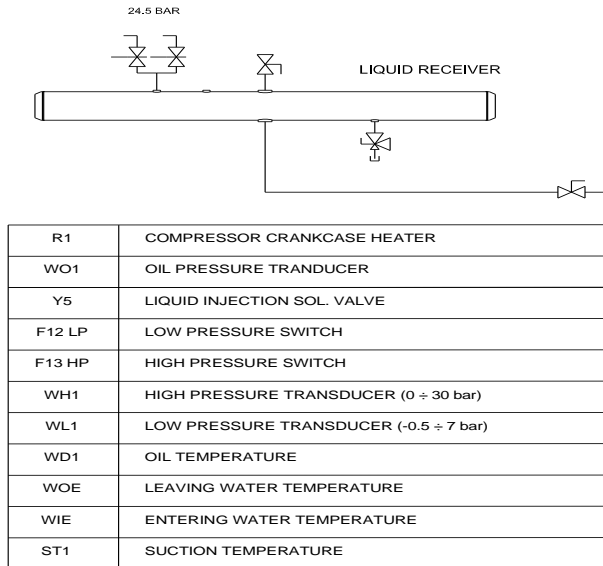 24.5 BAR
LIQUID RECEIVER
R1 COMPRESSOR CRANKCASE HEATER
WO1 OIL PRESSURE TRANDUCER
Y5 LIQUID INJECTION SOL. VALVE
F12 LP LOW PRESSURE SWITCH
F13 HP HIGH PRESSURE SWITCH
WH1 HIGH PRESSURE TRANSDUCER (0 ÷ 30 bar)
WL1 LOW PRESSURE TRANSDUCER (-0.5 ÷ 7 bar)
WD1 OIL TEMPERATURE
WOE LEAVING WATER TEMPERATURE
WIE ENTERING WATER TEMPERATURE
ST1 SUCTION TEMPERATURE